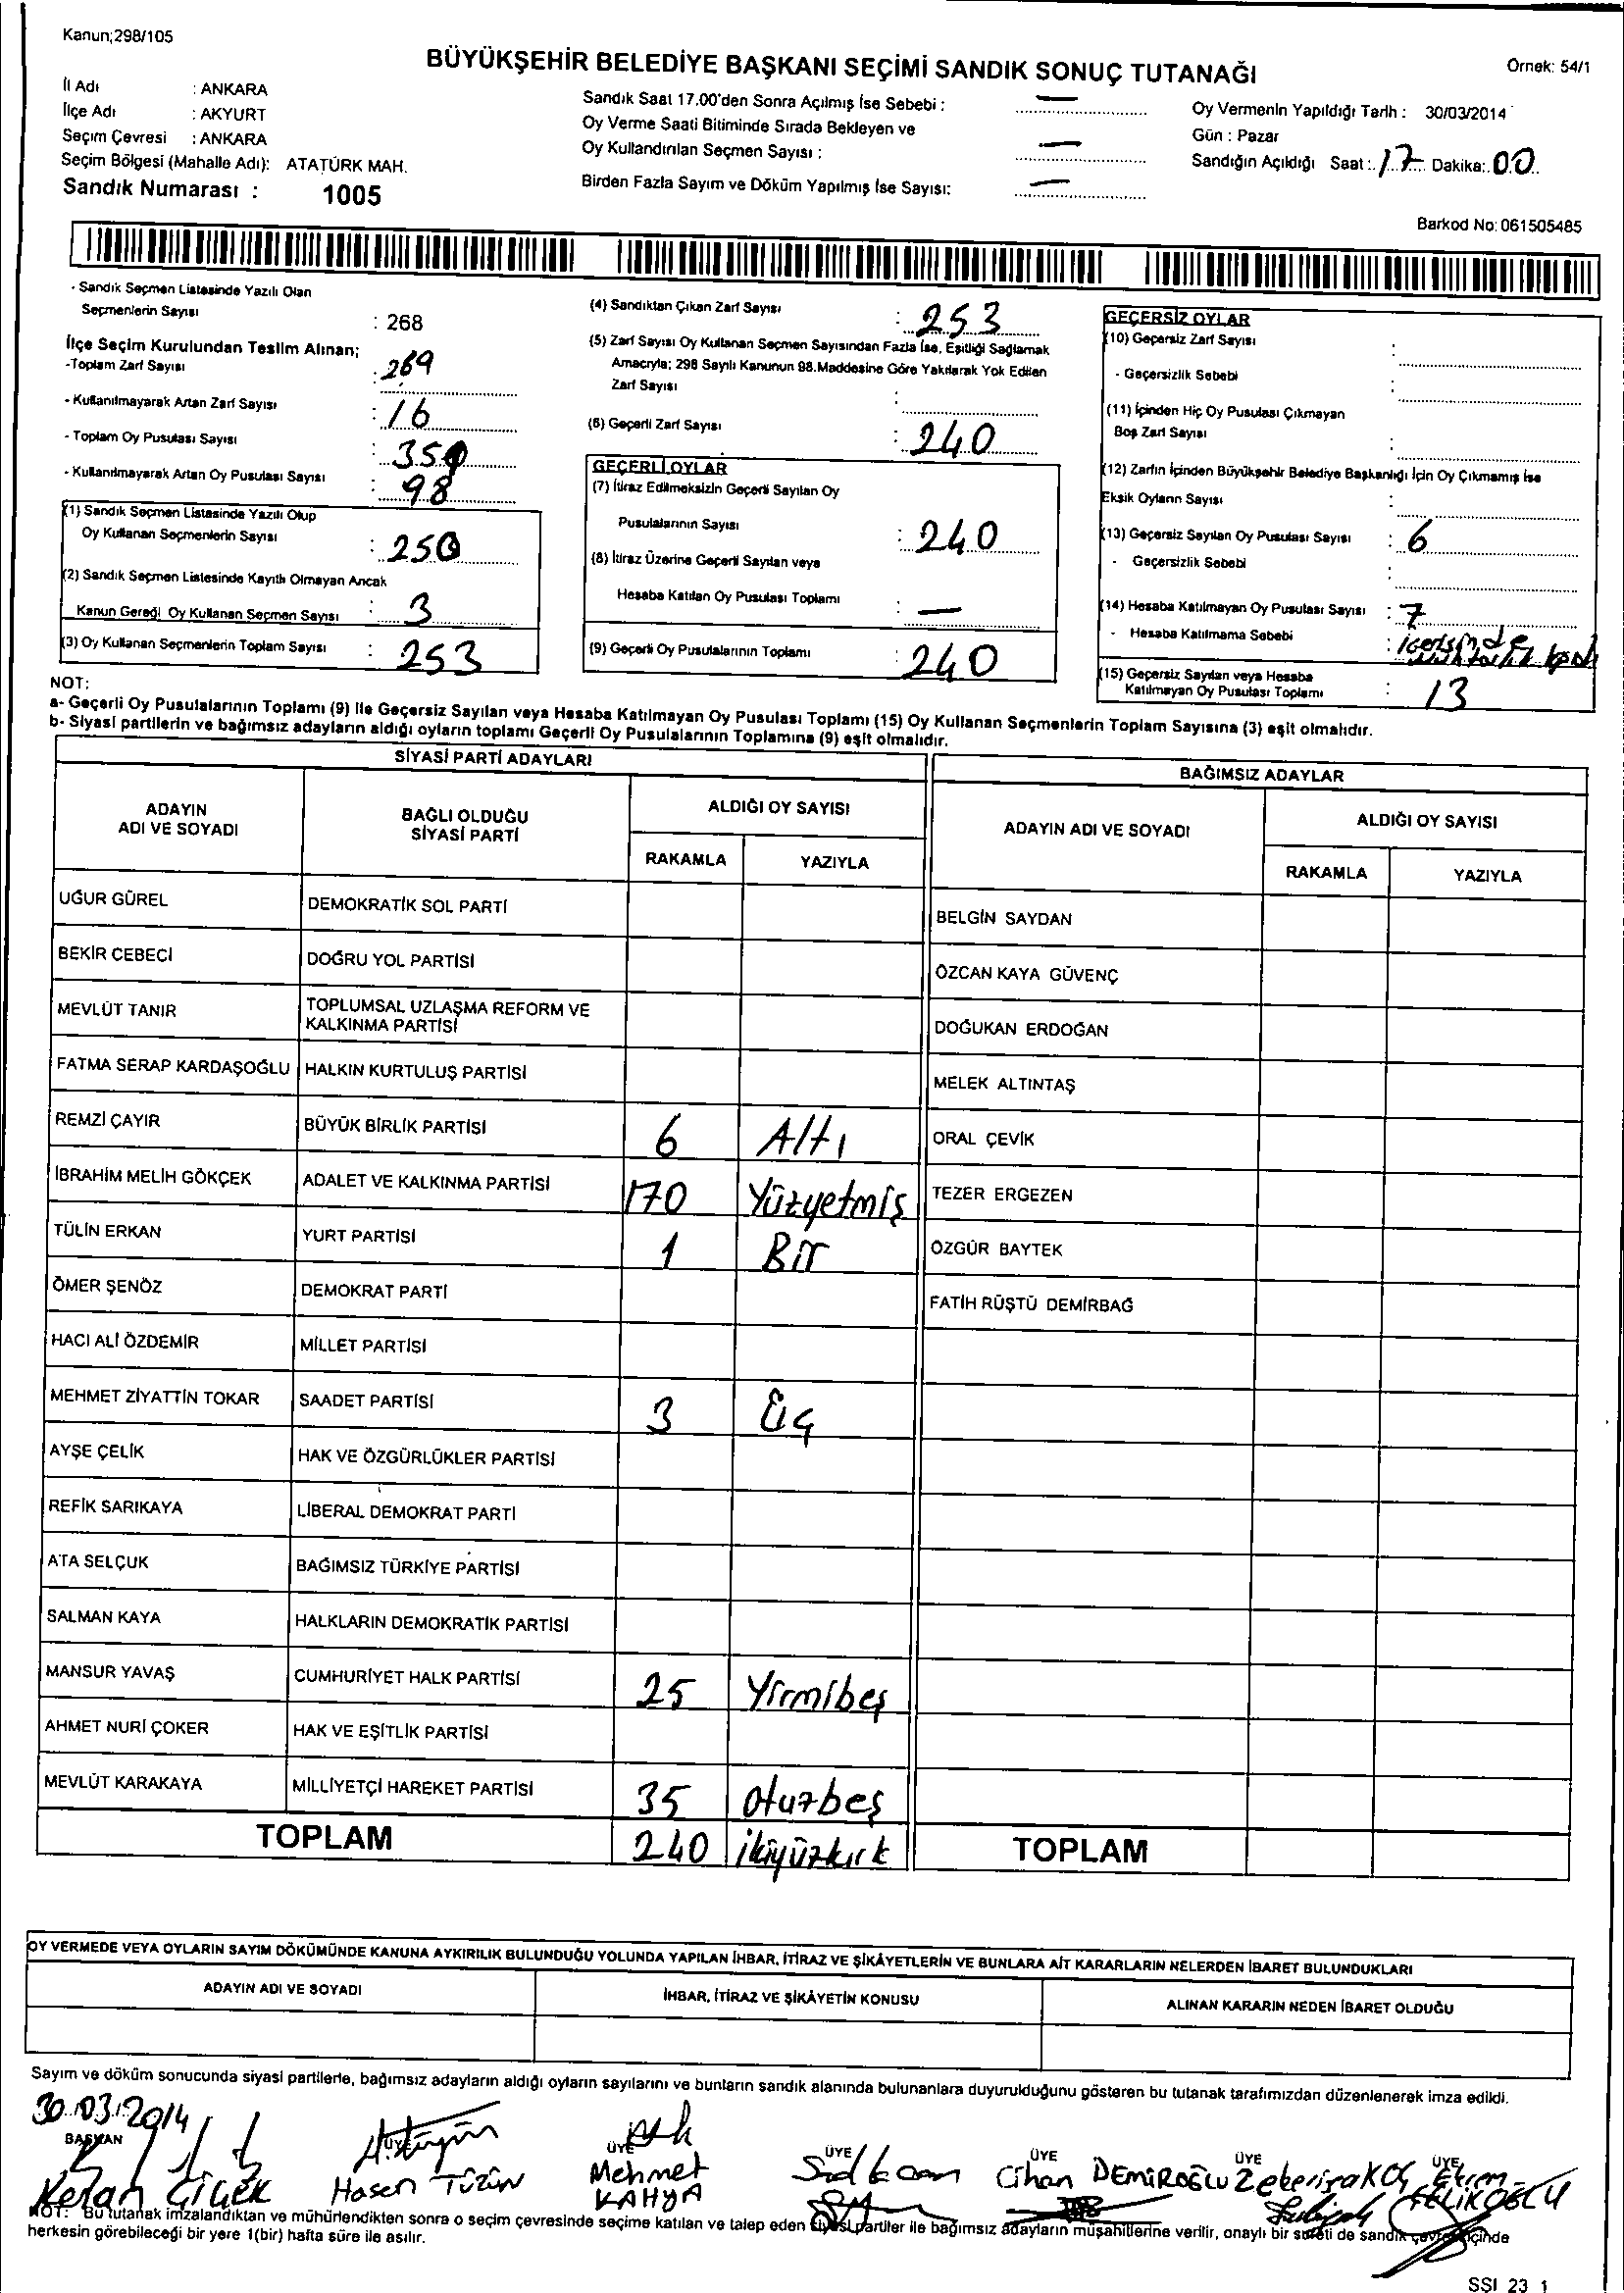 Kanun;298/105
BÜYÜKŞEHİR BELEDİYE BAŞKANI SEÇİMİ SANDIK SONUÇ TUTANAĞI
Örnek: 54/1
İl Adı : ANKARA
İlçe Adı : AKYURT
Seçim Çevresi : ANKARA
Seçim Bölgesi (Mahalle Adı): ATATÜRK MAH.
Sandık Numarası : 1005
Sandık Saat 17.00'den Sonra Açılmış İse Sebebi : —
Oy Verme Saati Bitiminde Sırada Bekleyen ve
Oy Kullandırılan Seçmen Sayısı : —
Birden Fazla Sayım ve Döküm Yapılmış İse Sayısı: —
Oy Vermenin Yapıldığı Tarih : 30/03/2014
Gün : Pazar
Sandığın Açıldığı Saat : 17 Dakika: 00
Barkod No: 061505485
- Sandık Seçmen Listesinde Yazılı Olan
Seçmenlerin Sayısı : 268
İlçe Seçim Kurulundan Teslim Alınan;
-Toplam Zarf Sayısı : 269
- Kullanılmayarak Artan Zarf Sayısı : 16
- Toplam Oy Pusulası Sayısı :
- Kullanılmayarak Artan Oy Pusulası Sayısı : 98
(1) Sandık Seçmen Listesinde Yazılı Olup
Oy Kullanan Seçmenlerin Sayısı : 250
(2) Sandık Seçmen Listesinde Kayıtlı Olmayan Ancak
Kanun Gereği Oy Kullanan Seçmen Sayısı : 3
(3) Oy Kullanan Seçmenlerin Toplam Sayısı : 253
(4) Sandıktan Çıkan Zarf Sayısı : 253
(5) Zarf Sayısı Oy Kullanan Seçmen Sayısından Fazla İse, Eşitliği Sağlamak
Amacıyla; 298 Sayılı Kanunun 98.Maddesine Göre Yakılarak Yok Edilen
Zarf Sayısı :
(6) Geçerli Zarf Sayısı : 240
GEÇERLİ OYLAR
(7) İtiraz Edilmeksizin Geçerli Sayılan Oy
Pusulalarının Sayısı : 240
(8) İtiraz Üzerine Geçerli Sayılan veya
Hesaba Katılan Oy Pusulası Toplamı : —
(9) Geçerli Oy Pusulalarının Toplamı : 240
GEÇERSİZ OYLAR
(10) Geçersiz Zarf Sayısı :
- Geçersizlik Sebebi :
(11) İçinden Hiç Oy Pusulası Çıkmayan
Boş Zarf Sayısı :
(12) Zarfın İçinden Büyükşehir Belediye Başkanlığı İçin Oy Çıkmamış İse
Eksik Oyların Sayısı :
(13) Geçersiz Sayılan Oy Pusulası Sayısı : 6
- Geçersizlik Sebebi :
(14) Hesaba Katılmayan Oy Pusulası Sayısı : 7
- Hesaba Katılmama Sebebi : içerisinde
(15) Geçersiz Sayılan veya Hesaba
Katılmayan Oy Pusulası Toplamı : 13
NOT:
a- Geçerli Oy Pusulalarının Toplamı (9) ile Geçersiz Sayılan veya Hesaba Katılmayan Oy Pusulası Toplamı (15) Oy Kullanan Seçmenlerin Toplam Sayısına (3) eşit olmalıdır.
b- Siyasi partilerin ve bağımsız adayların aldığı oyların toplamı Geçerli Oy Pusulalarının Toplamına (9) eşit olmalıdır.
SİYASİ PARTİ ADAYLARI
BAĞIMSIZ ADAYLAR
ADAYIN ADI VE SOYADI BAĞLI OLDUĞU SİYASİ PARTİ ALDIĞI OY SAYISI ADAYIN ADI VE SOYADI ALDIĞI OY SAYISI
RAKAMLA YAZIYLA RAKAMLA YAZIYLA
UĞUR GÜREL DEMOKRATİK SOL PARTİ BELGİN SAYDAN
BEKİR CEBECİ DOĞRU YOL PARTİSİ ÖZCAN KAYA GÜVENÇ
MEVLÜT TANIR TOPLUMSAL UZLAŞMA REFORM VE KALKINMA PARTİSİ DOĞUKAN ERDOĞAN
FATMA SERAP KARDAŞOĞLU HALKIN KURTULUŞ PARTİSİ MELEK ALTINTAŞ
REMZİ ÇAYIR BÜYÜK BİRLİK PARTİSİ 6 Altı ORAL ÇEVİK
İBRAHİM MELİH GÖKÇEK ADALET VE KALKINMA PARTİSİ 170 Yüzyetmiş TEZER ERGEZEN
TÜLİN ERKAN YURT PARTİSİ 1 Bir ÖZGÜR BAYTEK
ÖMER ŞENÖZ DEMOKRAT PARTİ FATİH RÜŞTÜ DEMİRBAĞ
HACI ALİ ÖZDEMİR MİLLET PARTİSİ
MEHMET ZİYATTİN TOKAR SAADET PARTİSİ 3 Üç
AYŞE ÇELİK HAK VE ÖZGÜRLÜKLER PARTİSİ
REFİK SARIKAYA LİBERAL DEMOKRAT PARTİ
ATA SELÇUK BAĞIMSIZ TÜRKİYE PARTİSİ
SALMAN KAYA HALKLARIN DEMOKRATİK PARTİSİ
MANSUR YAVAŞ CUMHURİYET HALK PARTİSİ 25 Yirmibeş
AHMET NURİ ÇOKER HAK VE EŞİTLİK PARTİSİ
MEVLÜT KARAKAYA MİLLİYETÇİ HAREKET PARTİSİ 35 Otuzbeş
TOPLAM 240 ikiyüzkırk TOPLAM
OY VERMEDE VEYA OYLARIN SAYIM DÖKÜMÜNDE KANUNA AYKIRILIK BULUNDUĞU YOLUNDA YAPILAN İHBAR, İTİRAZ VE ŞİKÂYETLERİN VE BUNLARA AİT KARARLARIN NELERDEN İBARET BULUNDUKLARI
ADAYIN ADI VE SOYADI İHBAR, İTİRAZ VE ŞİKÂYETİN KONUSU ALINAN KARARIN NEDEN İBARET OLDUĞU
Sayım ve döküm sonucunda siyasi partilerle, bağımsız adayların aldığı oyların sayılarını ve bunların sandık alanında bulunanlara duyurulduğunu gösteren bu tutanak tarafımızdan düzenlenerek imza edildi.
30.03.2014
BAŞKAN ÜYE ÜYE ÜYE ÜYE ÜYE ÜYE
Kenan ÇİÇEK Hasen TÜZÜN Mehmet KAHYA Cihan DEMİROĞLU Zekeriya KOÇ Ekrem ÇELİKOĞLU
NOT: Bu tutanak imzalandıktan ve mühürlendikten sonra o seçim çevresinde seçime katılan ve talep eden siyasi partiler ile bağımsız adayların müşahitlerine verilir, onaylı bir sureti de sandık çevresi içinde
herkesin görebileceği bir yere 1(bir) hafta süre ile asılır.
SSI 23 1